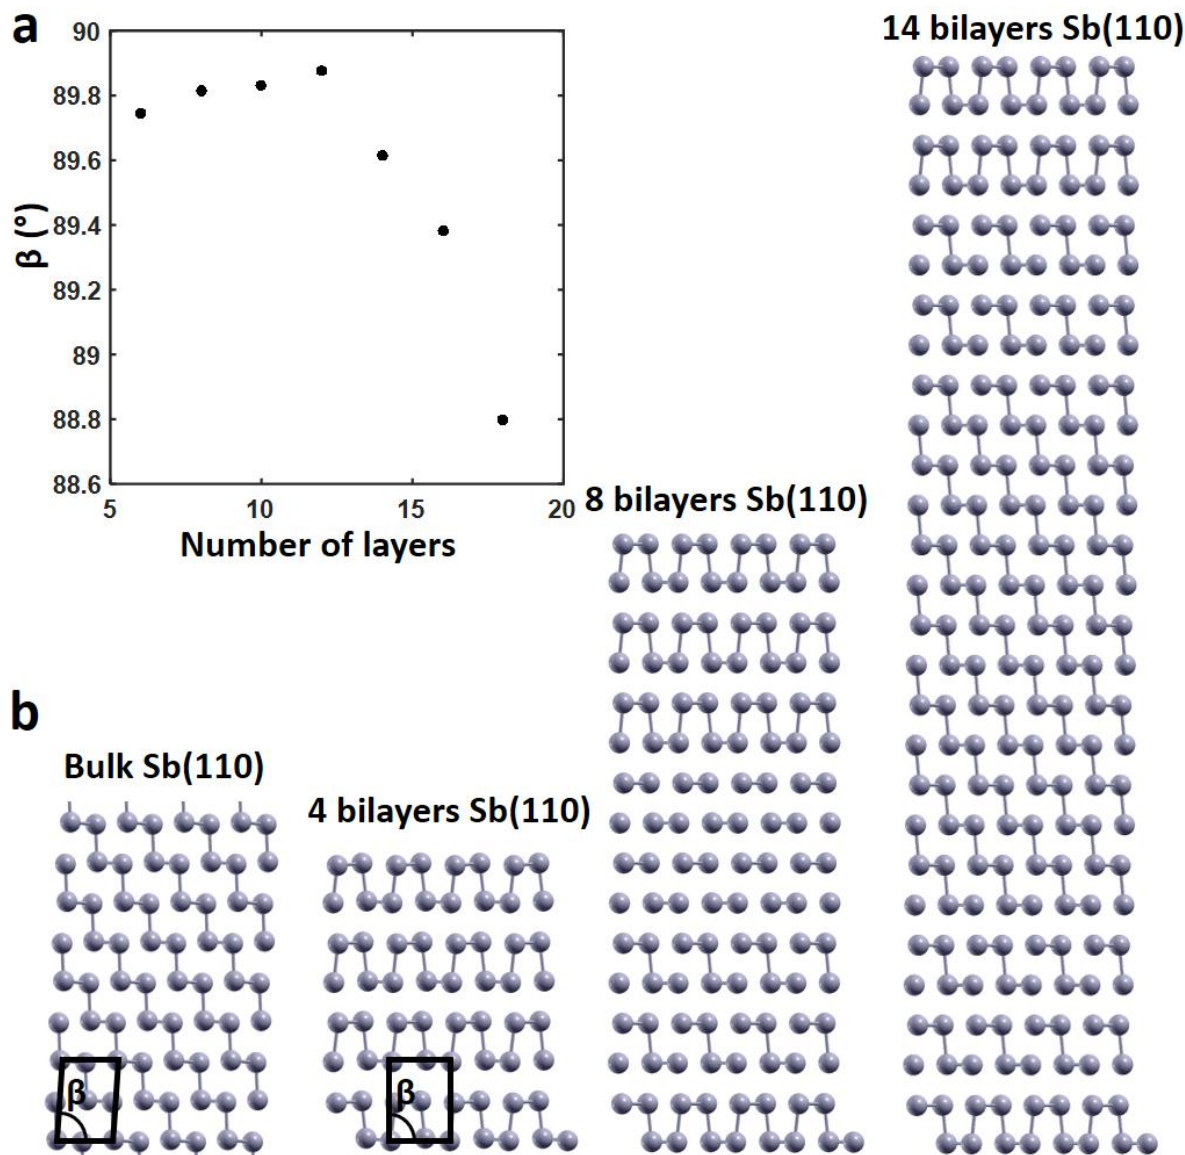 a
90
89.8
89.6
89.4
89.2
89
88.8
88.6
β (°)
5
10
15
20
Number of layers
14 bilayers Sb(110)
8 bilayers Sb(110)
b
Bulk Sb(110)
4 bilayers Sb(110)
β
β